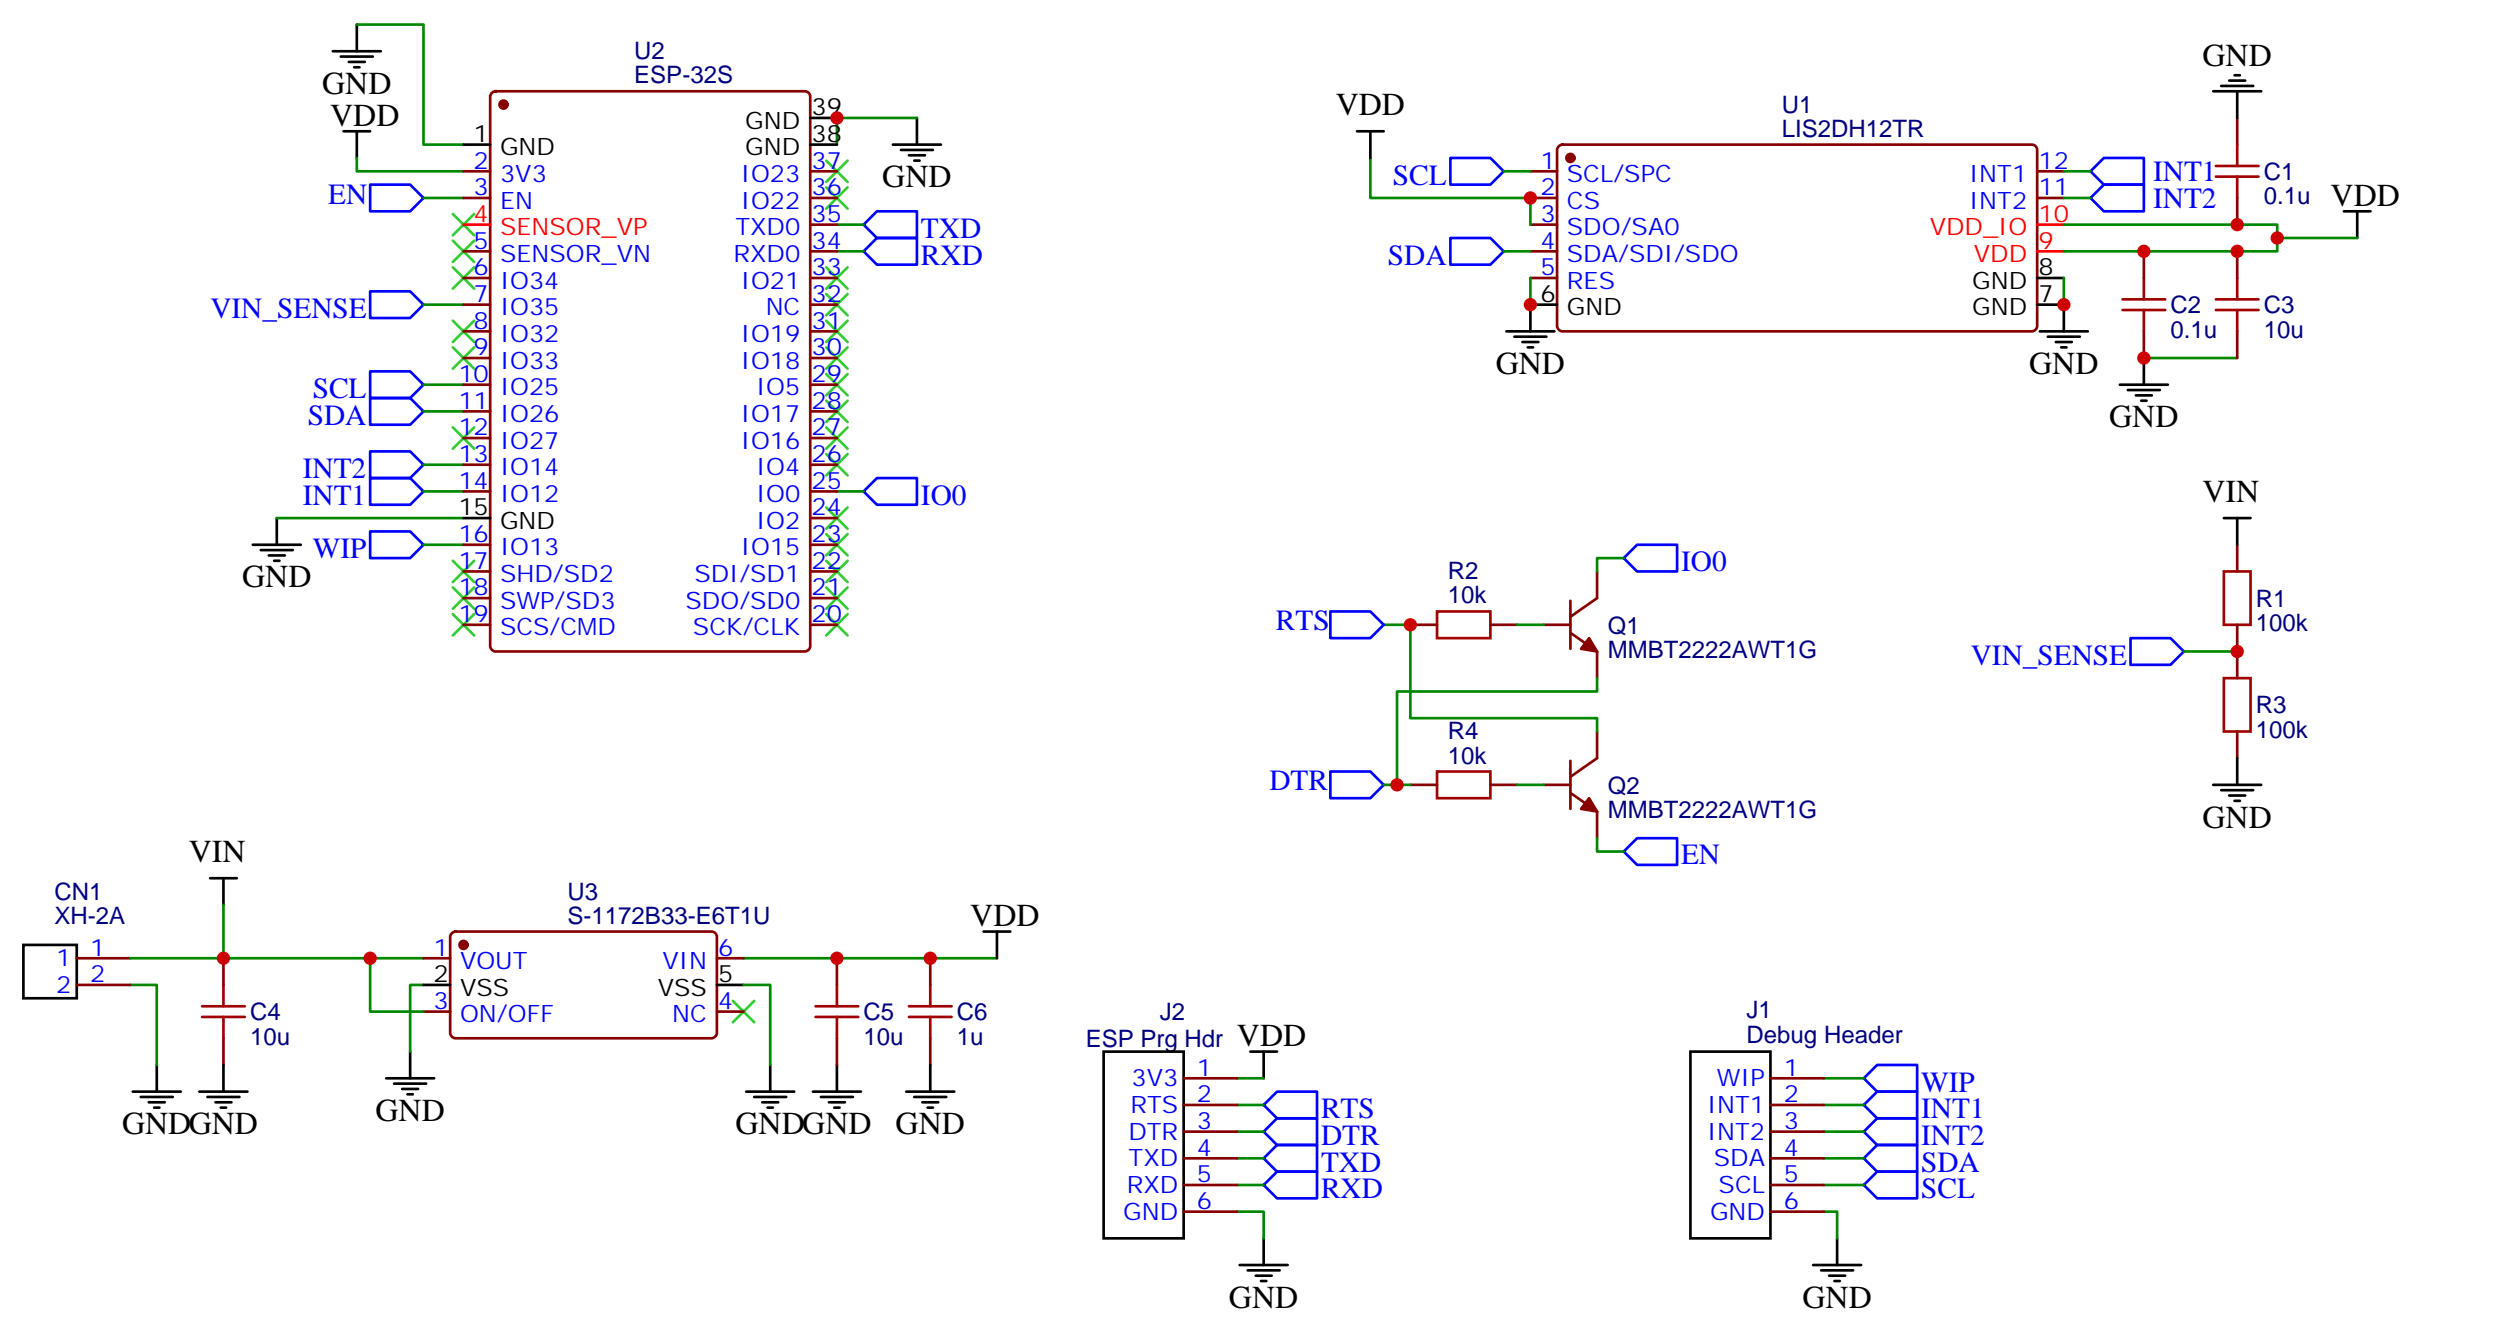 GND
VDD
U2
ESP-32S
1 GND
2 3V3
EN 3 EN
4 SENSOR_VP
5 SENSOR_VN
6 IO34
VIN_SENSE 7 IO35
8 IO32
9 IO33
SCL 10 IO25
SDA 11 IO26
12 IO27
INT2 13 IO14
INT1 14 IO12
15 GND
GND
WIP 16 IO13
17 SHD/SD2
18 SWP/SD3
19 SCS/CMD
GND 39
GND 38
GND
IO23 37
IO22 36
TXD0 35 TXD
RXD0 34 RXD
IO21 33
NC 32
IO19 31
IO18 30
IO5 29
IO17 28
IO16 27
IO4 26
IO0 25 IO0
IO2 24
IO15 23
SDI/SD1 22
SDO/SD0 21
SCK/CLK 20
VDD
U1
LIS2DH12TR
SCL 1 SCL/SPC
2 CS
3 SDO/SA0
SDA 4 SDA/SDI/SDO
5 RES
6 GND
GND
INT1 12 INT1
INT2 11 INT2
VDD_IO 10
VDD 9
GND 8
GND 7
GND
GND
C1
0.1u
VDD
C2
0.1u
C3
10u
GND
RTS
R2
10k
IO0
Q1
MMBT2222AWT1G
DTR
R4
10k
Q2
MMBT2222AWT1G
EN
VIN
R1
100k
VIN_SENSE
R3
100k
GND
CN1
XH-2A
1 1
2 2
GND
VIN
C4
10u
GND
U3
S-1172B33-E6T1U
1 VOUT
2 VSS
3 ON/OFF
GND
VIN 6
VSS 5
NC 4
GND
C5
10u
GND
C6
1u
GND
VDD
J2
ESP Prg Hdr
VDD
3V3 1
RTS 2 RTS
DTR 3 DTR
TXD 4 TXD
RXD 5 RXD
GND 6
GND
J1
Debug Header
WIP 1 WIP
INT1 2 INT1
INT2 3 INT2
SDA 4 SDA
SCL 5 SCL
GND 6
GND